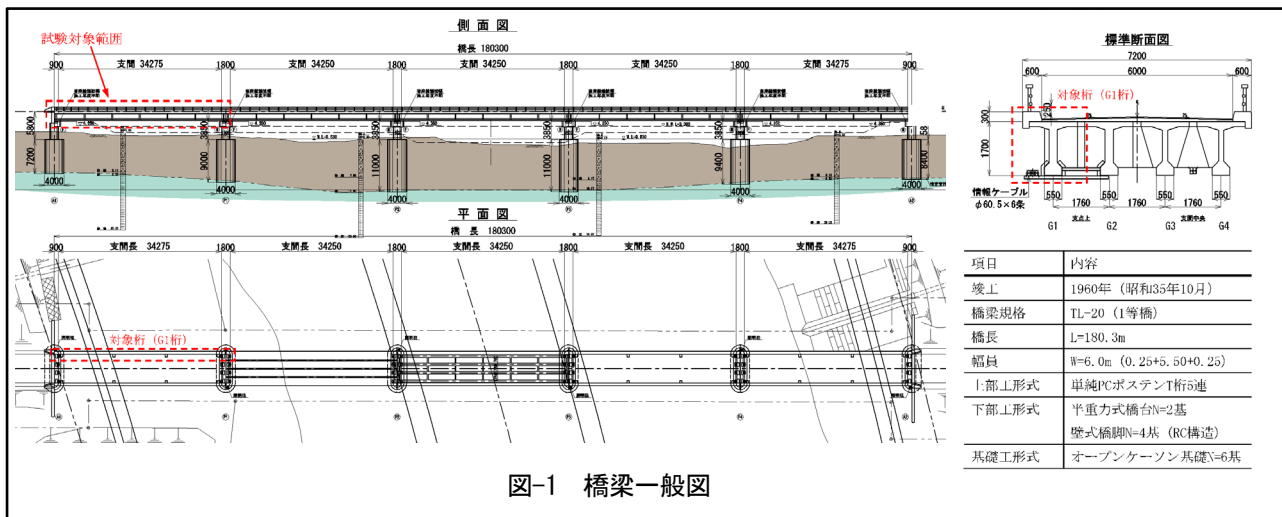 側面図
試験対象範囲
橋長 180300
900 支間 34275 1800 支間 34250 1800 支間 34250 1800 支間 34250 1800 支間 34275 900
5800 3850 3850 3850 3850
7200 9000 11000 11000 9400 8400
4000 4000 4000 4000 4000 4000
平面図
橋長 180300
900 支間長 34275 1800 支間長 34250 1800 支間長 34250 1800 支間長 34250 1800 支間長 34275 900
対象桁（G1桁）
標準断面図
7200
600 6000 600
対象桁（G1桁）
300 250
1700
情報ケーブル
φ60.5×6条
550 550 550 550
1760 1760 1760
支点上 支間中央
G1 G2 G3 G4
項目 内容
竣工 1960年（昭和35年10月）
橋梁規格 TL-20（1等橋）
橋長 L=180.3m
幅員 W=6.0m（0.25+5.50+0.25）
上部工形式 単純PCポステンT桁5連
下部工形式 半重力式橋台N=2基
壁式橋脚N=4基（RC構造）
基礎工形式 オープンケーソン基礎N=6基
図-1 橋梁一般図